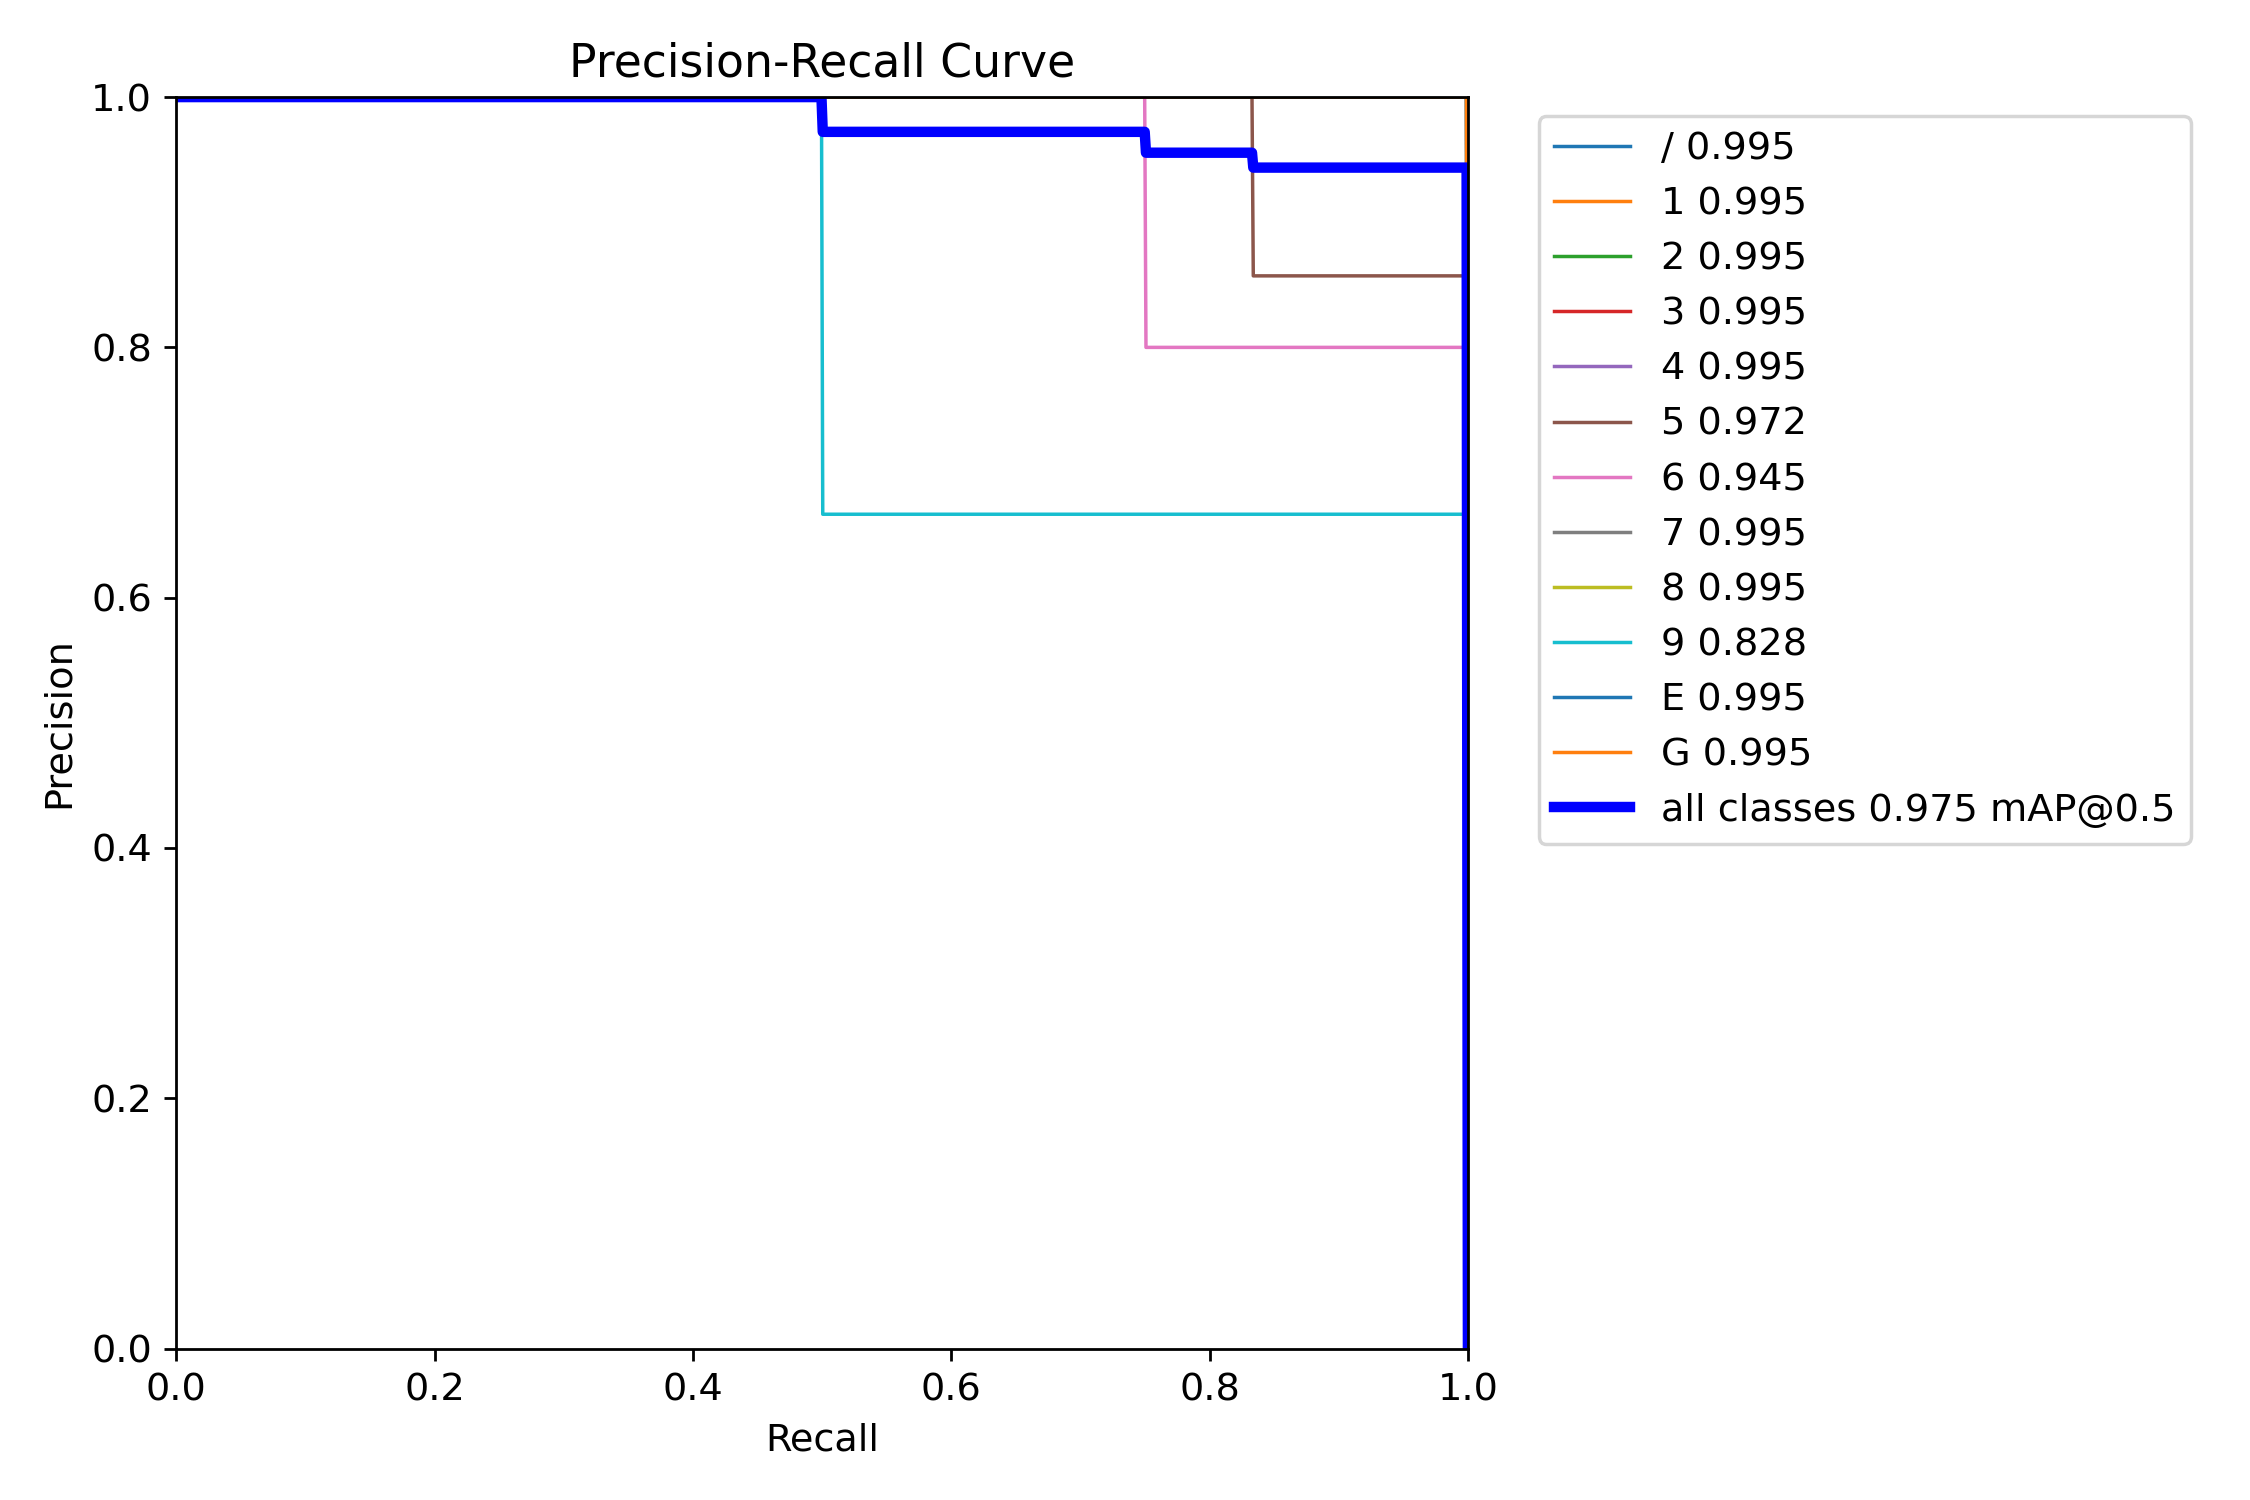 Precision-Recall Curve
1.0
0.8
0.6
0.4
0.2
0.0
Precision
0.0 0.2 0.4 0.6 0.8 1.0
Recall
/ 0.995
1 0.995
2 0.995
3 0.995
4 0.995
5 0.972
6 0.945
7 0.995
8 0.995
9 0.828
E 0.995
G 0.995
all classes 0.975 mAP@0.5